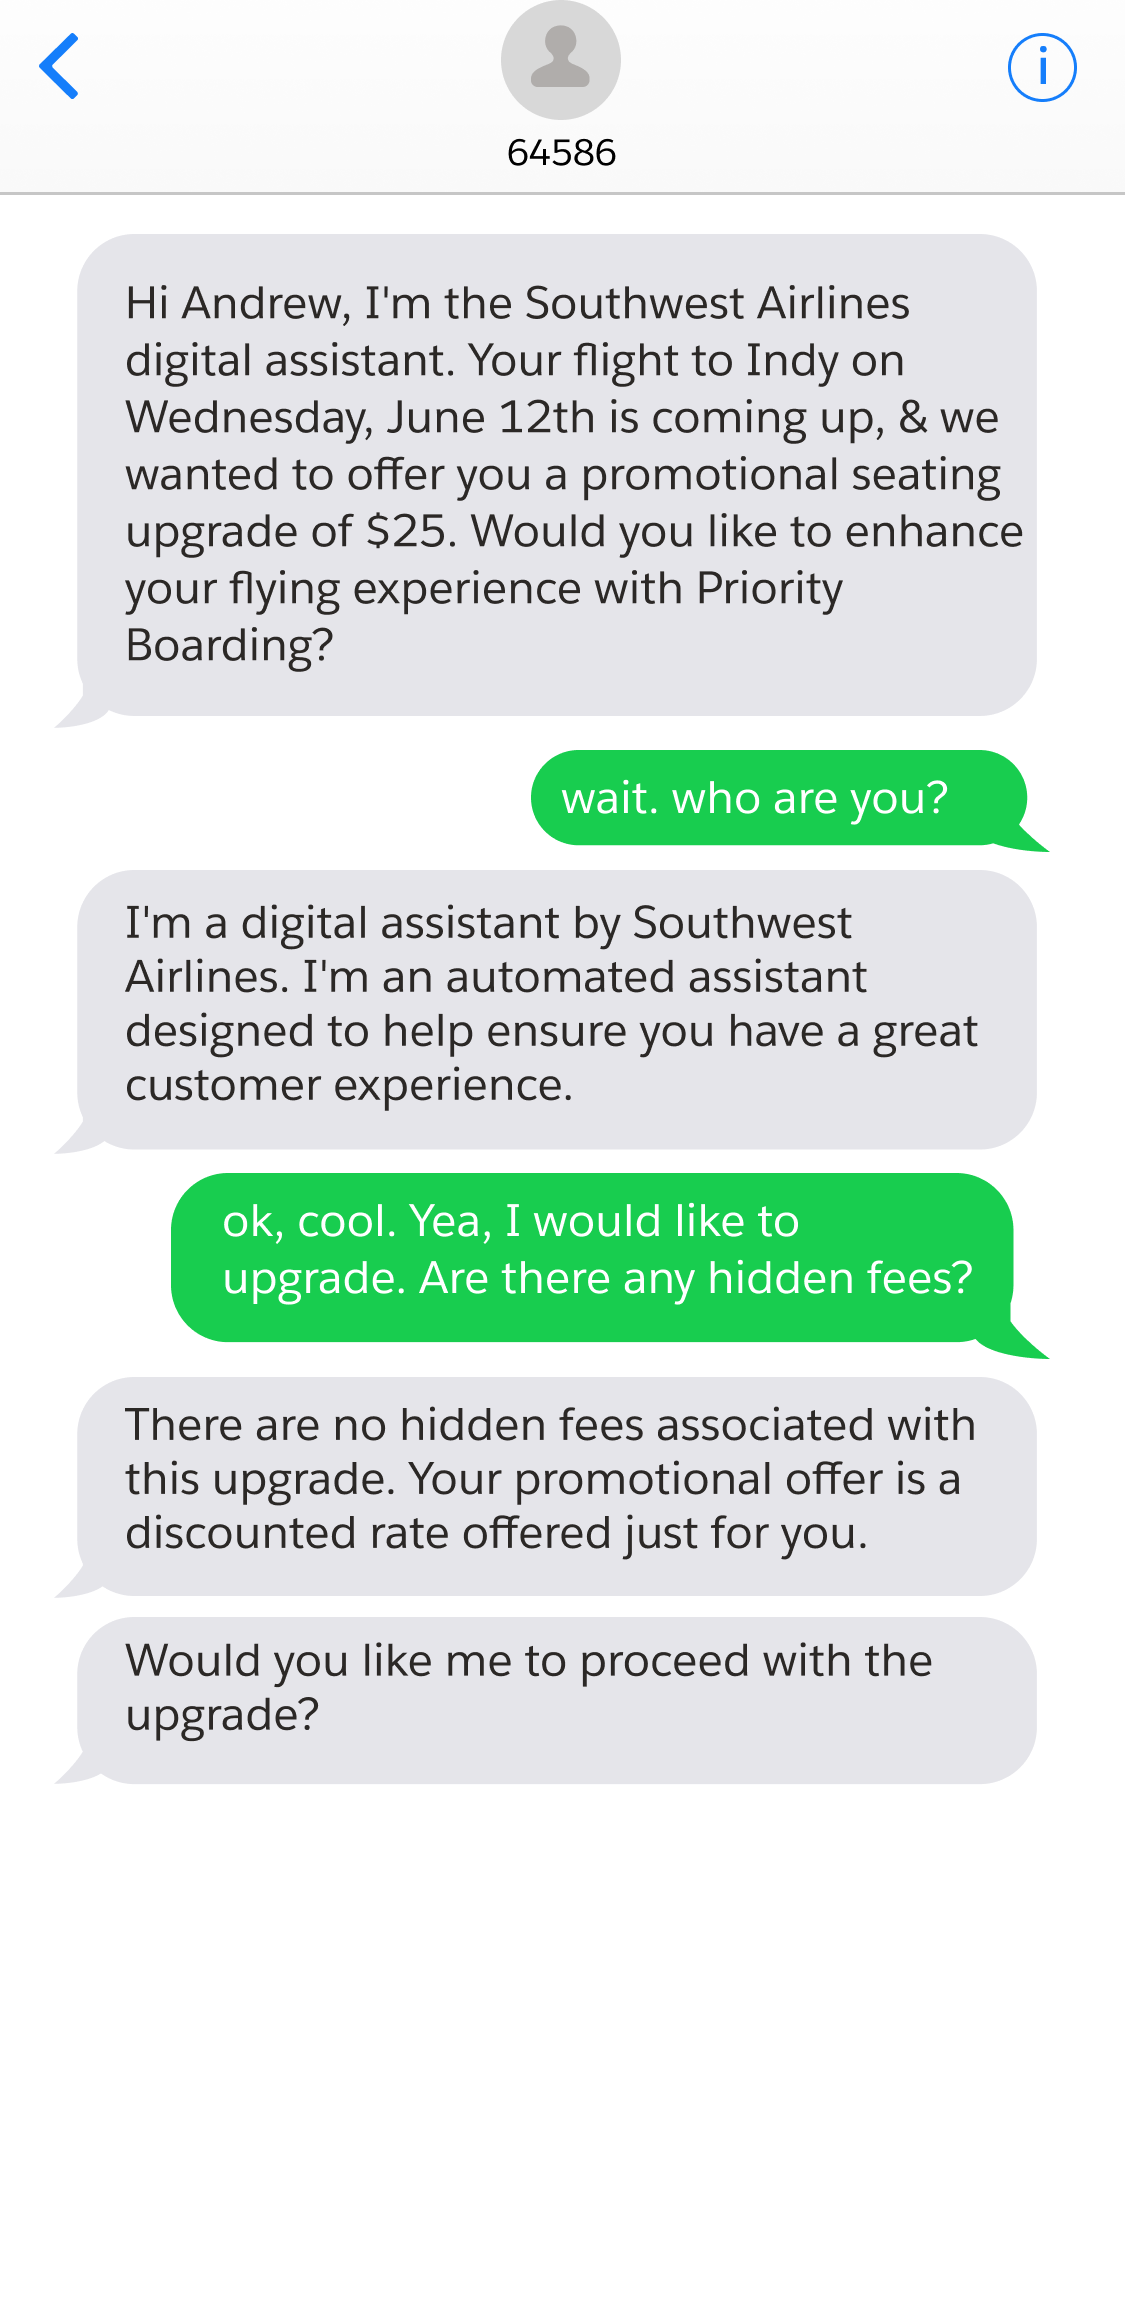 64586
Hi Andrew, I'm the Southwest Airlines
digital assistant. Your flight to Indy on
Wednesday, June 12th is coming up, & we
wanted to offer you a promotional seating
upgrade of $25. Would you like to enhance
your flying experience with Priority
Boarding?
wait. who are you?
I'm a digital assistant by Southwest
Airlines. I'm an automated assistant
designed to help ensure you have a great
customer experience.
ok, cool. Yea, I would like to
upgrade. Are there any hidden fees?
There are no hidden fees associated with
this upgrade. Your promotional offer is a
discounted rate offered just for you.
Would you like me to proceed with the
upgrade?